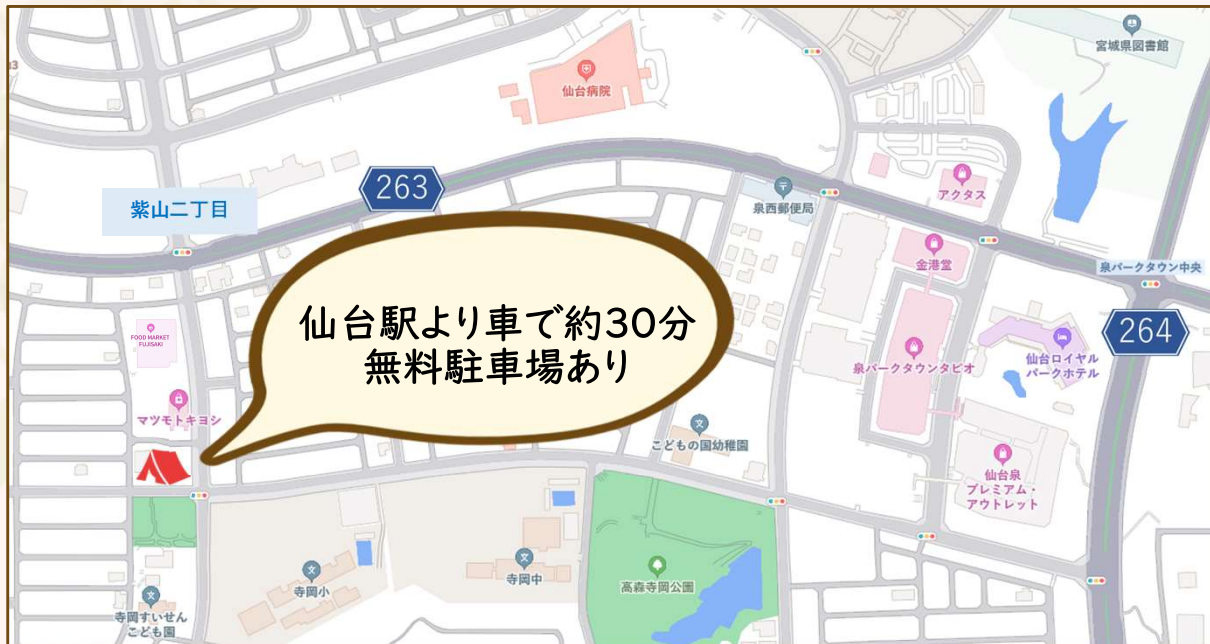 宮城県図書館
n3
仙台病院
263
紫山二丁目
泉西郵便局
アクタス
金港堂
泉パークタウン中央
仙台駅より車で約30分
無料駐車場あり
264
FOOD MARKET
FUJISAKI
泉パークタウンタピオ
仙台ロイヤル
パークホテル
マツモトキヨシ
こどもの国幼稚園
仙台泉
プレミアム・
アウトレット
寺岡小
寺岡中
高森寺岡公園
寺岡すいせん
こども園